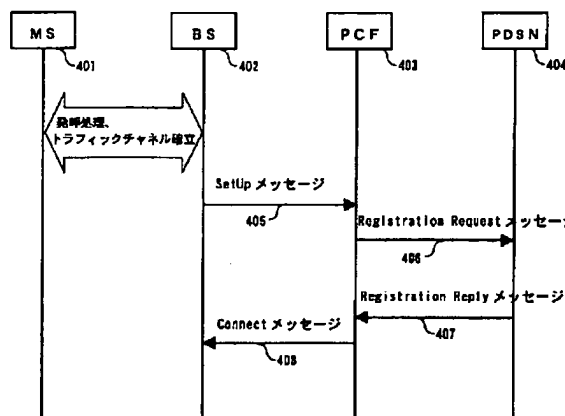 MS
BS
PCF
PDSN
401
402
403
404
発呼処理、
トラフィックチャネル確立
SetUp メッセージ
405
Registration Request メッセージ
406
Registration Reply メッセージ
407
Connect メッセージ
408